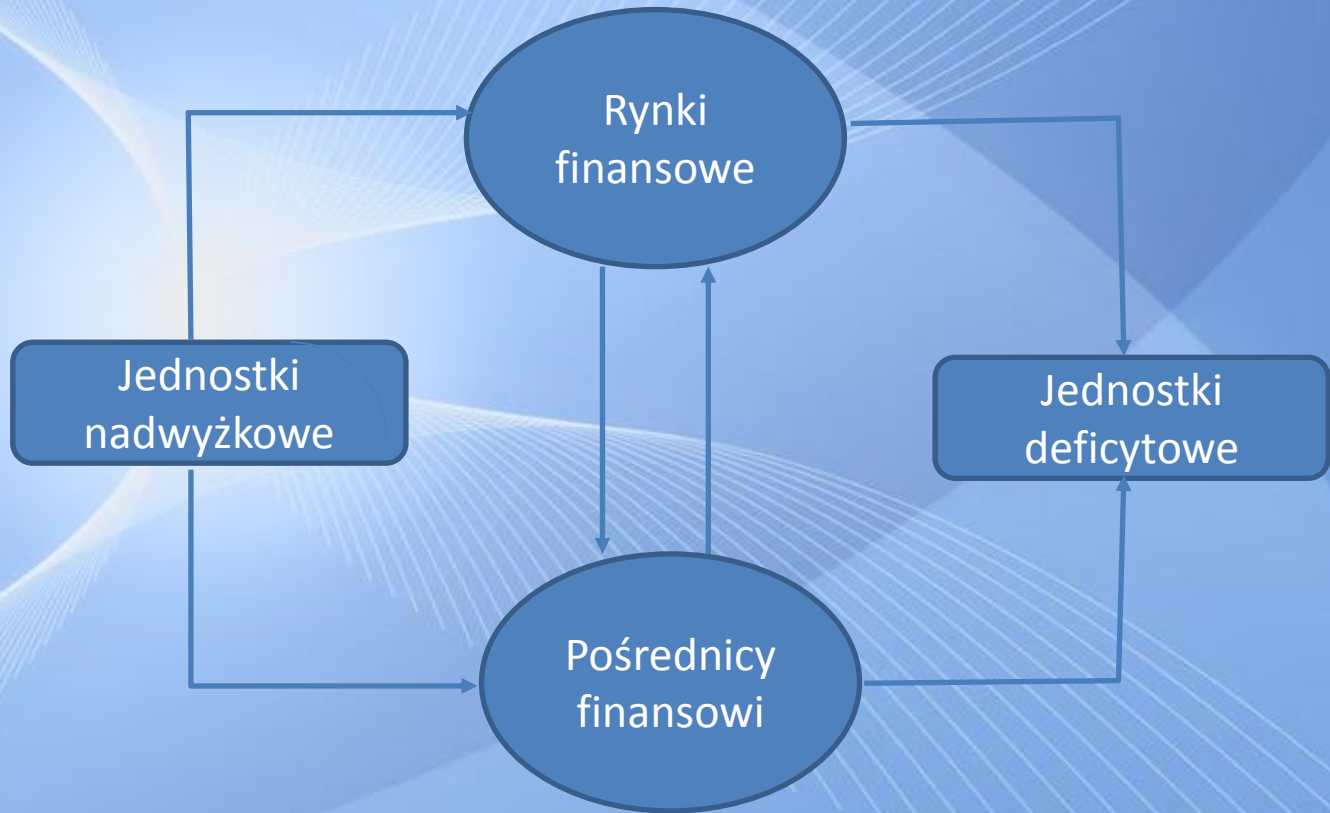 Rynki
finansowe
Jednostki
nadwyżkowe
Jednostki
deficytowe
Pośrednicy
finansowi